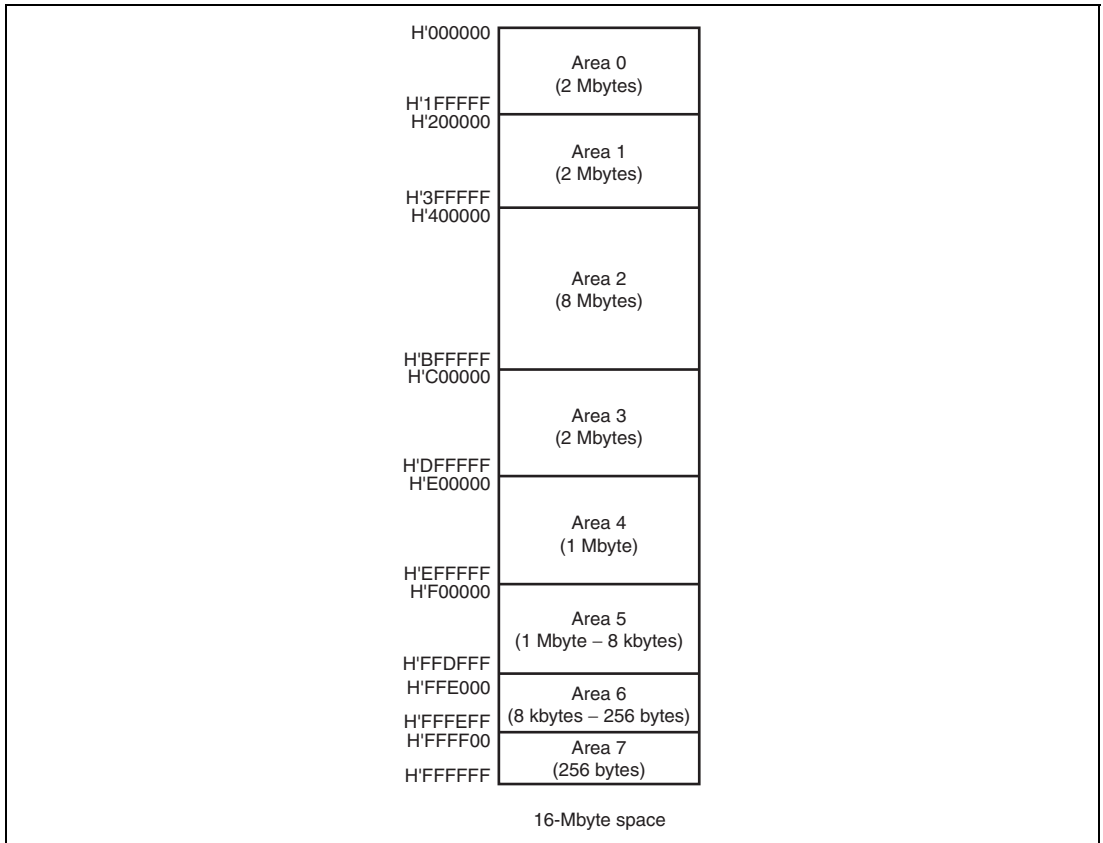 H'000000
Area 0
(2 Mbytes)
H'1FFFFF
H'200000
Area 1
(2 Mbytes)
H'3FFFFF
H'400000
Area 2
(8 Mbytes)
H'BFFFFF
H'C00000
Area 3
(2 Mbytes)
H'DFFFFF
H'E00000
Area 4
(1 Mbyte)
H'EFFFFF
H'F00000
Area 5
(1 Mbyte – 8 kbytes)
H'FFDFFF
H'FFE000
Area 6
(8 kbytes – 256 bytes)
H'FFFEFF
H'FFFF00
Area 7
(256 bytes)
H'FFFFFF
16-Mbyte space